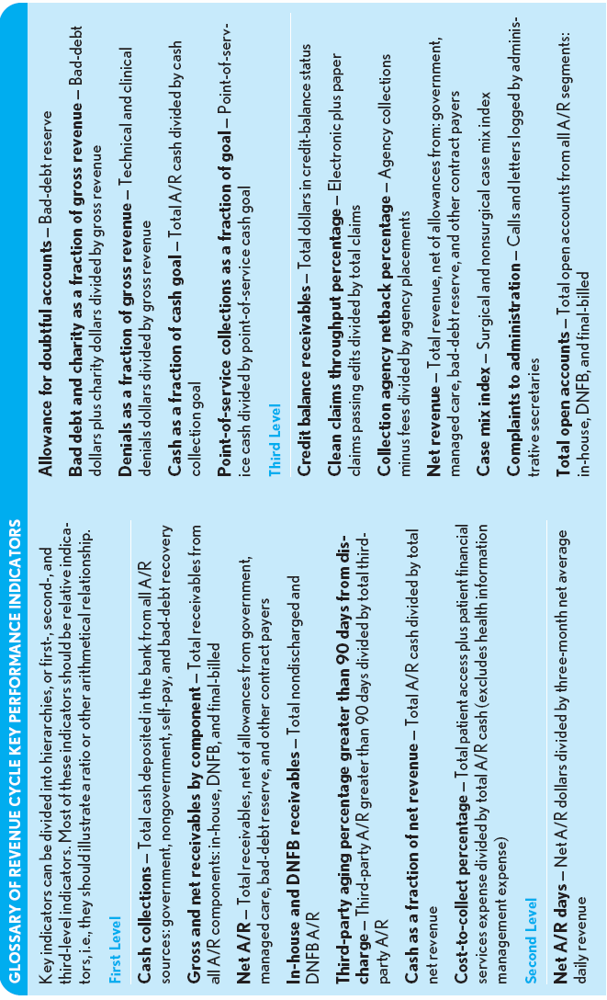 GLOSSARY OF REVENUE CYCLE KEY PERFORMANCE INDICATORS
Key indicators can be divided into hierarchies, or first-, second-, and
third-level indicators. Most of these indicators should be relative indica-
tors, i.e., they should illustrate a ratio or other arithmetical relationship.
First Level
Cash collections – Total cash deposited in the bank from all A/R
sources: government, nongovernment, self-pay, and bad-debt recovery
Gross and net receivables by component – Total receivables from
all A/R components: in-house, DNFB, and final-billed
Net A/R – Total receivables, net of allowances from government,
managed care, bad-debt reserve, and other contract payers
In-house and DNFB receivables – Total nondischarged and
DNFB A/R
Third-party aging percentage greater than 90 days from dis-
charge – Third-party A/R greater than 90 days divided by total third-
party A/R
Cash as a fraction of net revenue – Total A/R cash divided by total
net revenue
Cost-to-collect percentage – Total patient access plus patient financial
services expense divided by total A/R cash (excludes health information
management expense)
Second Level
Net A/R days – Net A/R dollars divided by three-month net average
daily revenue
Allowance for doubtful accounts – Bad-debt reserve
Bad debt and charity as a fraction of gross revenue – Bad-debt
dollars plus charity dollars divided by gross revenue
Denials as a fraction of gross revenue – Technical and clinical
denials dollars divided by gross revenue
Cash as a fraction of cash goal – Total A/R cash divided by cash
collection goal
Point-of-service collections as a fraction of goal – Point-of-serv-
ice cash divided by point-of-service cash goal
Third Level
Credit balance receivables – Total dollars in credit-balance status
Clean claims throughput percentage – Electronic plus paper
claims passing edits divided by total claims
Collection agency netback percentage – Agency collections
minus fees divided by agency placements
Net revenue – Total revenue, net of allowances from: government,
managed care, bad-debt reserve, and other contract payers
Case mix index – Surgical and nonsurgical case mix index
Complaints to administration – Calls and letters logged by adminis-
trative secretaries
Total open accounts – Total open accounts from all A/R segments:
in-house, DNFB, and final-billed